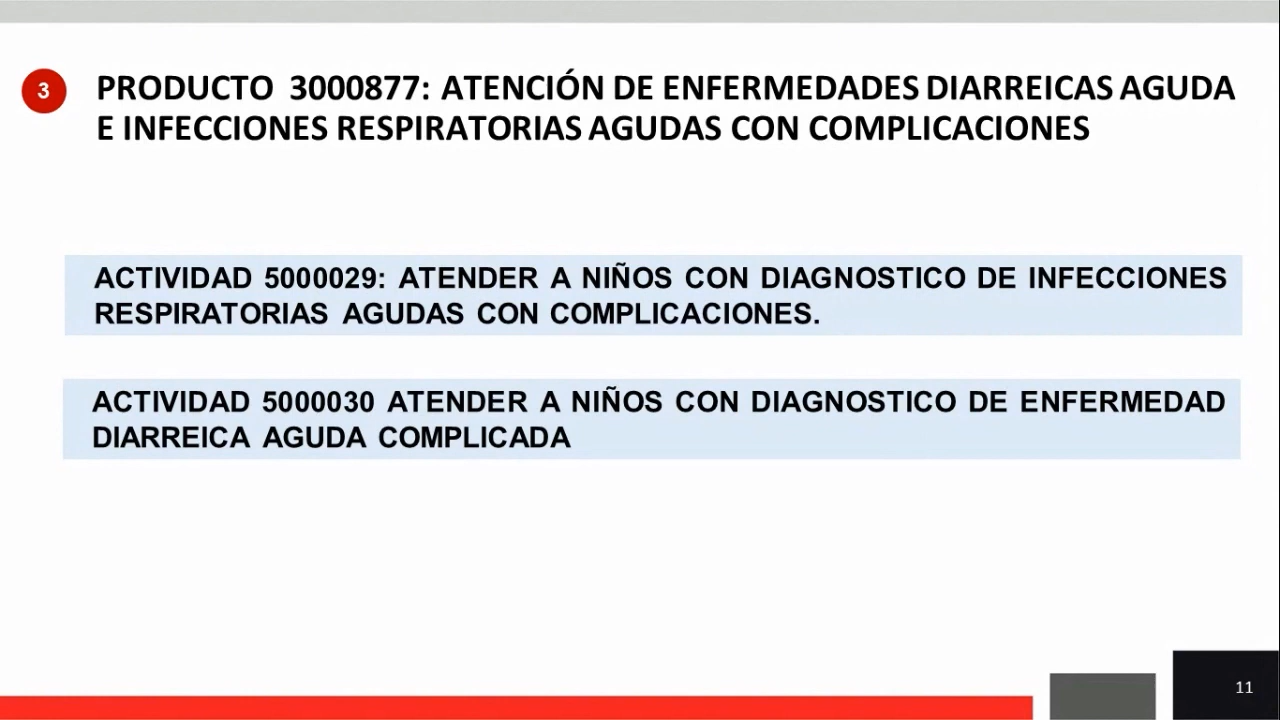 3
PRODUCTO 3000877: ATENCIÓN DE ENFERMEDADES DIARREICAS AGUDA
E INFECCIONES RESPIRATORIAS AGUDAS CON COMPLICACIONES
ACTIVIDAD 5000029: ATENDER A NIÑOS CON DIAGNOSTICO DE INFECCIONES
RESPIRATORIAS AGUDAS CON COMPLICACIONES.
ACTIVIDAD 5000030 ATENDER A NIÑOS CON DIAGNOSTICO DE ENFERMEDAD
DIARREICA AGUDA COMPLICADA
11